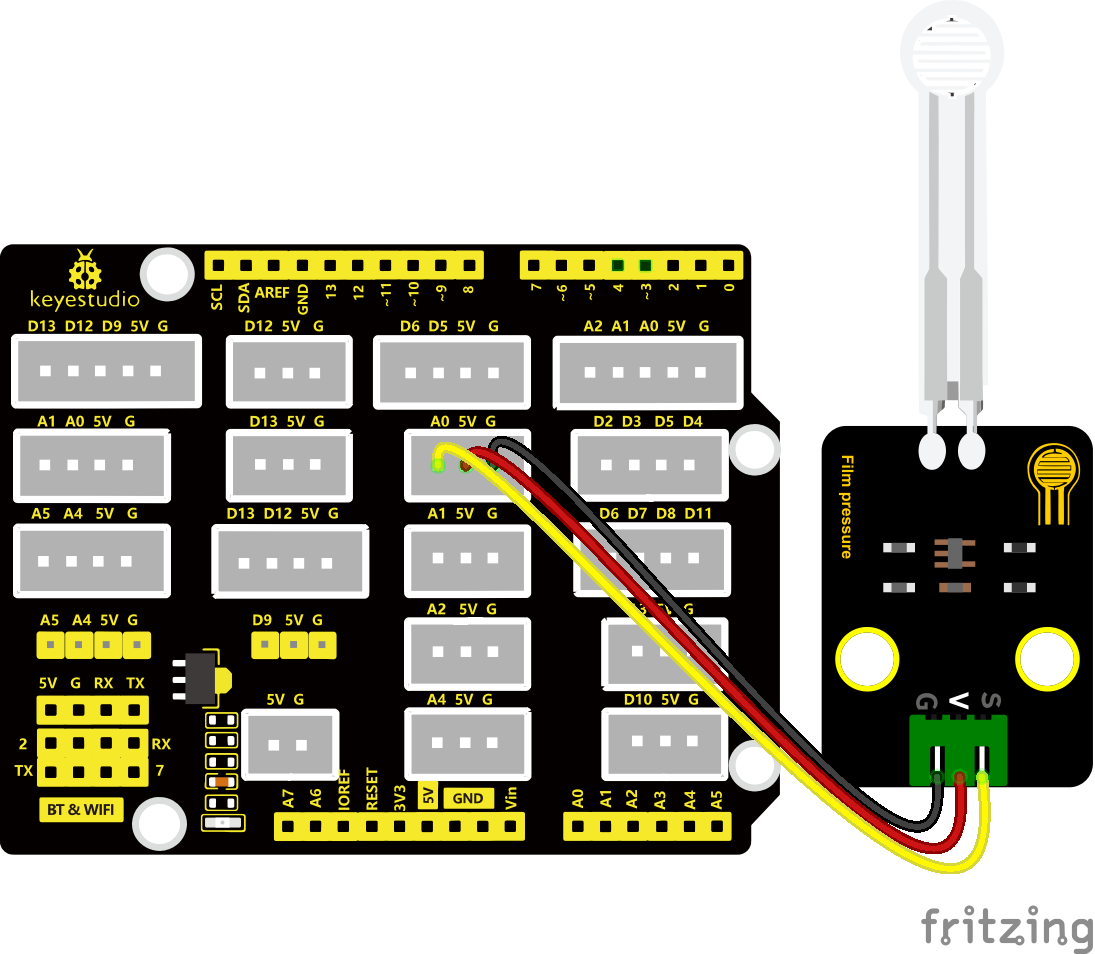 keyestudio
SCL SDA AREF GND 13 12 ~11 ~10 ~9 8
7 ~6 ~5 4 ~3 2 1 0
D13 D12 D9 5V G
D12 5V G
D6 D5 5V G
A2 A1 A0 5V G
A1 A0 5V G
D13 5V G
A0 5V G
D2 D3 D5 D4
A5 A4 5V G
D13 D12 5V G
A1 5V G
D6 D7 D8 D11
A5 A4 5V G
D9 5V G
A2 5V G
5V G
5V G RX TX
5V G
A4 5V G
D10 5V G
2 RX
TX 7
BT & WIFI
A7 A6 IOREF RESET 3V3 5V GND Vin
A0 A1 A2 A3 A4 A5
Film pressure
G V S
fritzing